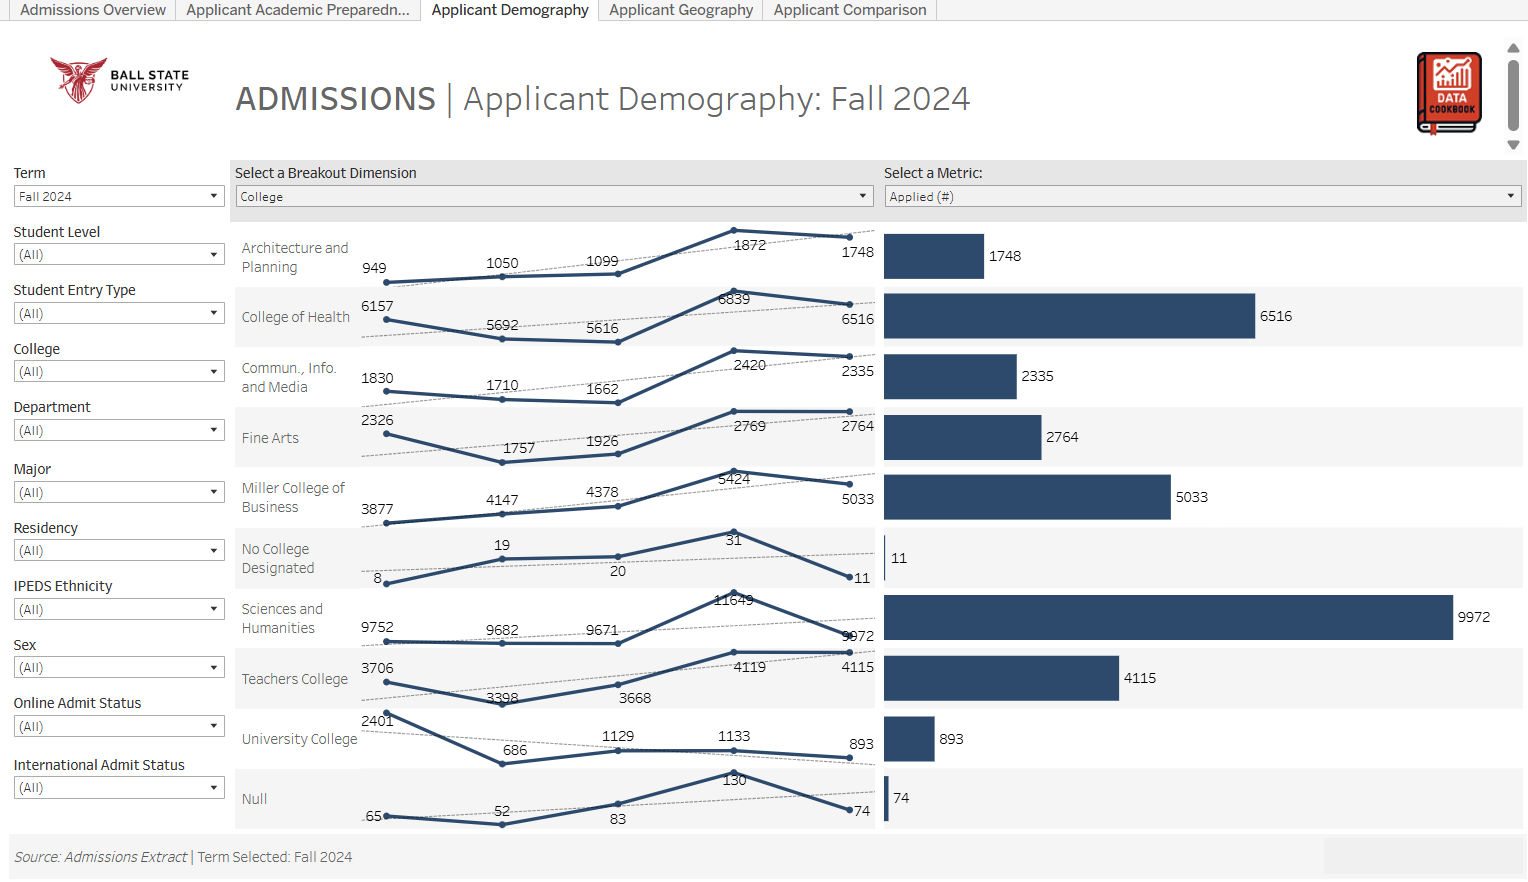 Admissions Overview
Applicant Academic Preparedn...
Applicant Demography
Applicant Geography
Applicant Comparison
BALL STATE
UNIVERSITY
ADMISSIONS | Applicant Demography: Fall 2024
DATA
COOKBOOK
Term
Fall 2024
Student Level
(All)
Student Entry Type
(All)
College
(All)
Department
(All)
Major
(All)
Residency
(All)
IPEDS Ethnicity
(All)
Sex
(All)
Online Admit Status
(All)
International Admit Status
(All)
Select a Breakout Dimension
College
Select a Metric:
Applied (#)
Architecture and
Planning
949 1050 1099 1872 1748
1748
College of Health
6157 5692 5616 6839 6516
6516
Commun., Info.
and Media
1830 1710 1662 2420 2335
2335
Fine Arts
2326 1757 1926 2769 2764
2764
Miller College of
Business
3877 4147 4378 5424 5033
5033
No College
Designated
8 19 20 31 11
11
Sciences and
Humanities
9752 9682 9671 11649 9972
9972
Teachers College
3706 3398 3668 4119 4115
4115
University College
2401 686 1129 1133 893
893
Null
65 52 83 130 74
74
Source: Admissions Extract | Term Selected: Fall 2024